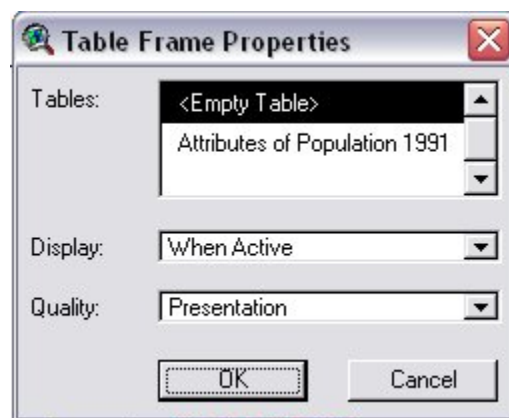 Table Frame Properties
Tables:
<Empty Table>
Attributes of Population 1991
Display:
When Active
Quality:
Presentation
OK
Cancel